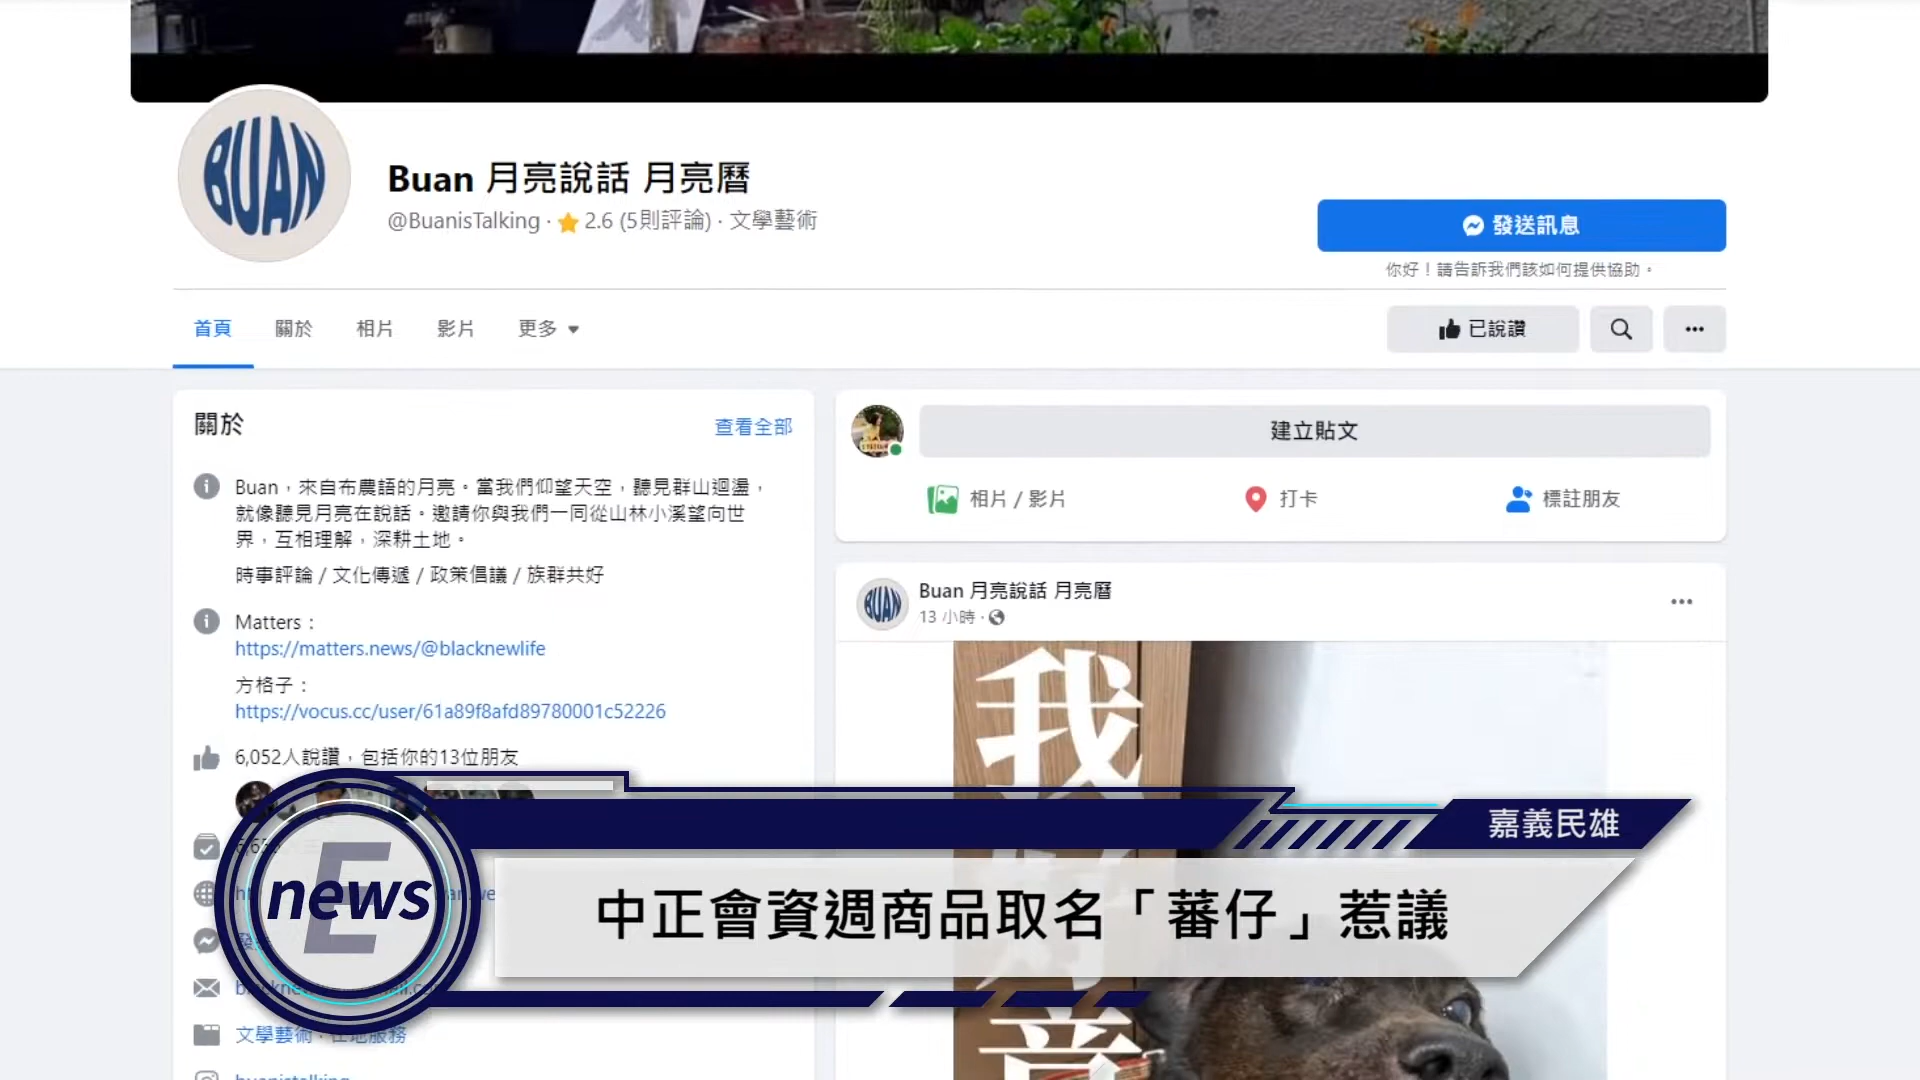 BUAN
Buan 月亮說話 月亮曆
@BuanisTalking · 2.6 (5則評論) · 文學藝術
發送訊息
你好！請告訴我們該如何提供協助。
首頁 關於 相片 影片 更多
已說讚
關於 查看全部
Buan，來自布農語的月亮。當我們仰望天空，聽見群山迴盪，
就像聽見月亮在說話。邀請你與我們一同從山林小溪望向世
界，互相理解，深耕土地。
時事評論 / 文化傳遞 / 政策倡議 / 族群共好
Matters：
https://matters.news/@blacknewlife
方格子：
https://vocus.cc/user/61a89f8afd89780001c52226
6,052人說讚，包括你的13位朋友
文學藝術 · 在地服務
buanistalking
建立貼文
相片 / 影片
打卡
標註朋友
BUAN
Buan 月亮說話 月亮曆
13 小時
我
音
嘉義民雄
E news
中正會資週商品取名「蕃仔」惹議